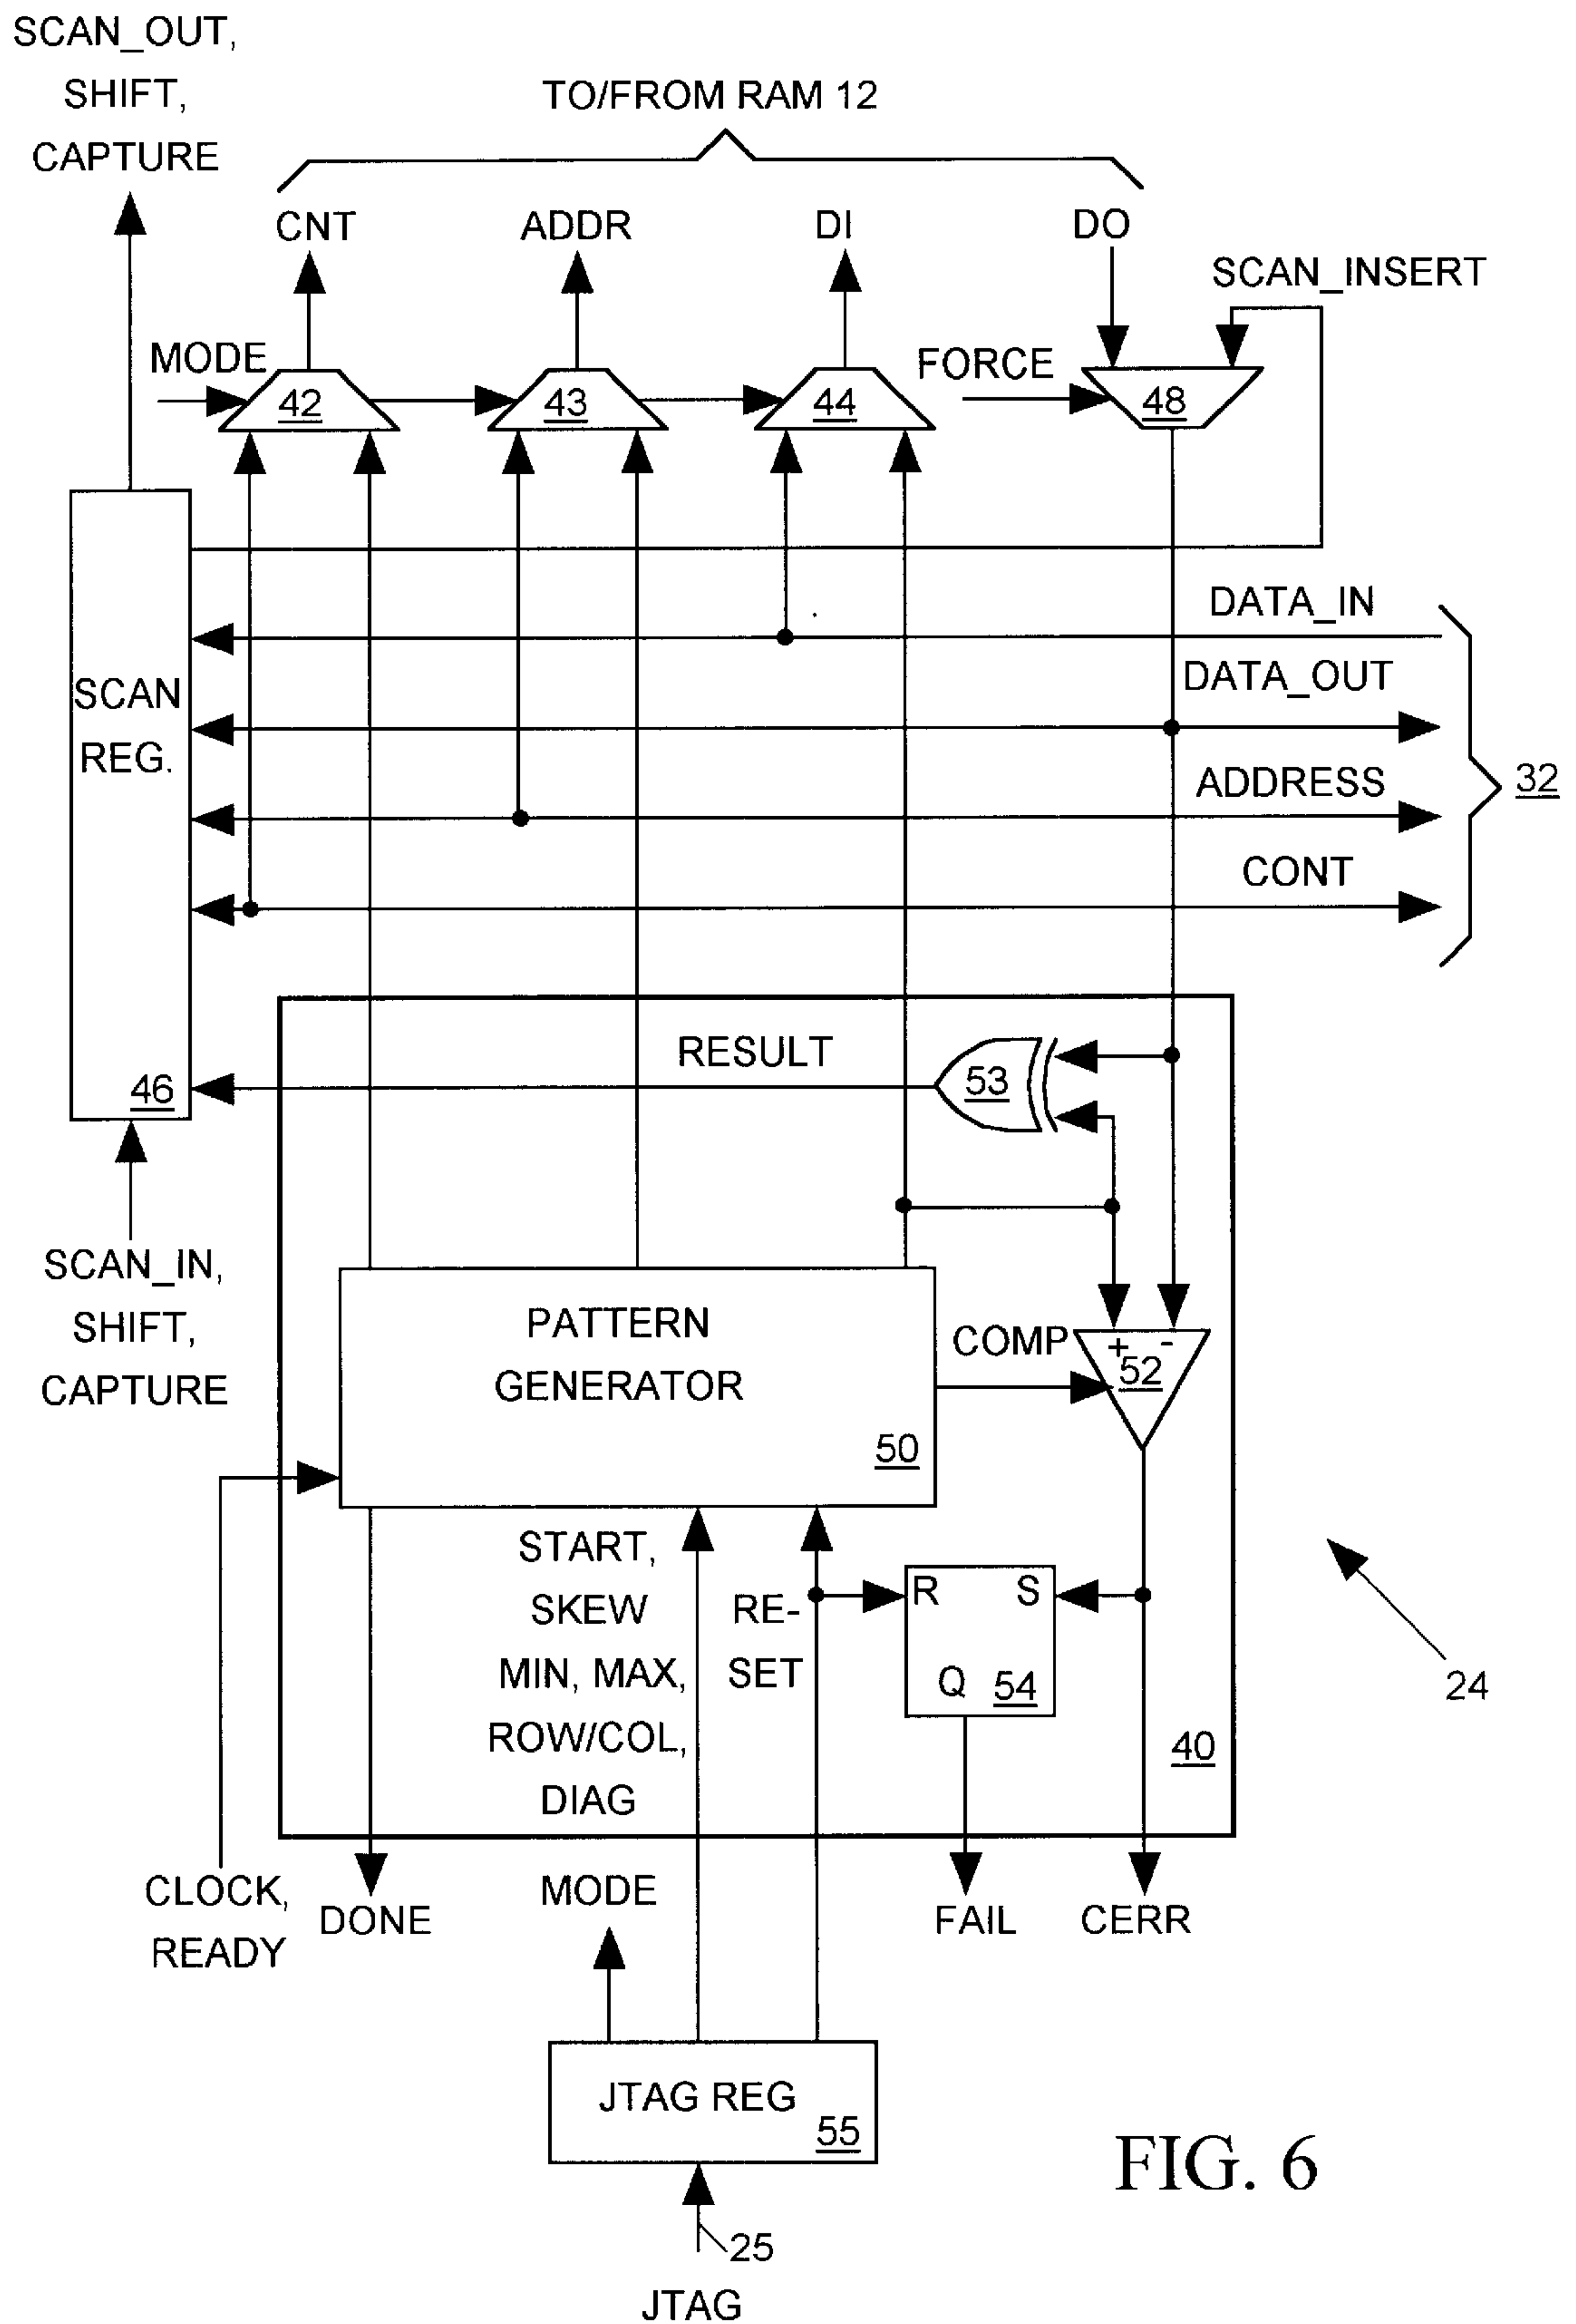 SCAN_OUT,
SHIFT,
CAPTURE
TO/FROM RAM 12
CNT
ADDR
DI
DO
SCAN_INSERT
MODE
FORCE
42
43
44
48
DATA_IN
DATA_OUT
SCAN
REG.
ADDRESS
32
CONT
RESULT
53
46
SCAN_IN,
SHIFT,
CAPTURE
PATTERN
GENERATOR
50
COMP
+ -
52
START,
SKEW
MIN, MAX,
ROW/COL,
DIAG
RE-
SET
R S
Q 54
40
24
CLOCK,
READY
DONE
MODE
FAIL
CERR
JTAG REG
55
25
JTAG
FIG. 6